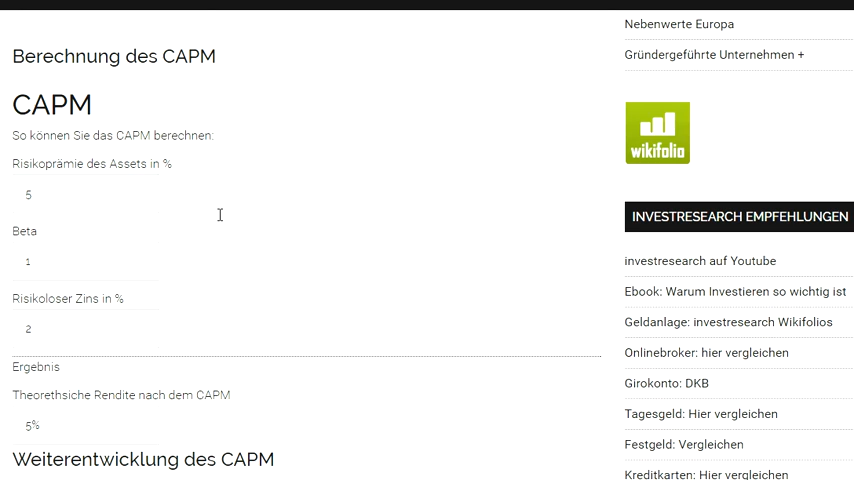 Berechnung des CAPM
CAPM
So können Sie das CAPM berechnen:
Risikoprämie des Assets in %
5
Beta
1
Risikoloser Zins in %
2
Ergebnis
Theorethsiche Rendite nach dem CAPM
5%
Weiterentwicklung des CAPM
Nebenwerte Europa
Gründergeführte Unternehmen +
wikifolio
INVESTRESEARCH EMPFEHLUNGEN
investresearch auf Youtube
Ebook: Warum Investieren so wichtig ist
Geldanlage: investresearch Wikifolios
Onlinebroker: hier vergleichen
Girokonto: DKB
Tagesgeld: Hier vergleichen
Festgeld: Vergleichen
Kreditkarten: Hier vergleichen